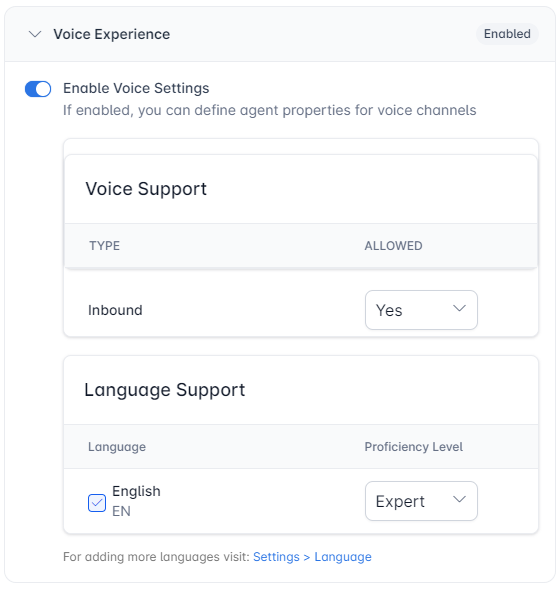 Voice Experience
Enabled
Enable Voice Settings
If enabled, you can define agent properties for voice channels
Voice Support
TYPE ALLOWED
Inbound Yes
Language Support
Language Proficiency Level
English
EN
Expert
For adding more languages visit: Settings > Language